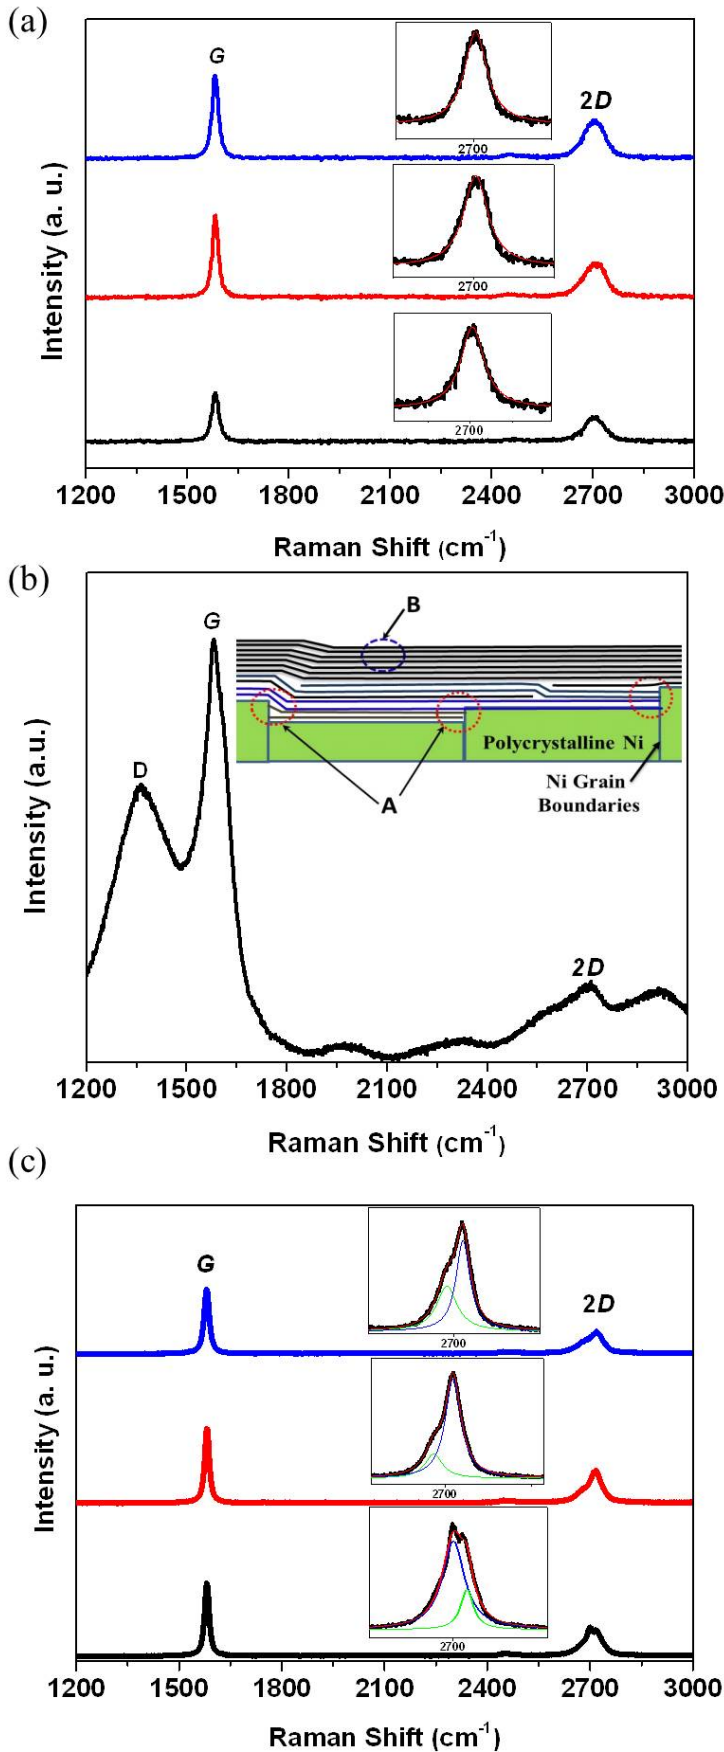 (a)
G
2D
2700
2700
2700
Intensity (a. u.)
1200 1500 1800 2100 2400 2700 3000
Raman Shift (cm-1)
(b)
G
B
D
Polycrystalline Ni
A
Ni Grain
Boundaries
2D
Intensity (a.u.)
1200 1500 1800 2100 2400 2700 3000
Raman Shift (cm-1)
(c)
G
2D
2700
2700
2700
Intensity (a. u.)
1200 1500 1800 2100 2400 2700 3000
Raman Shift (cm-1)